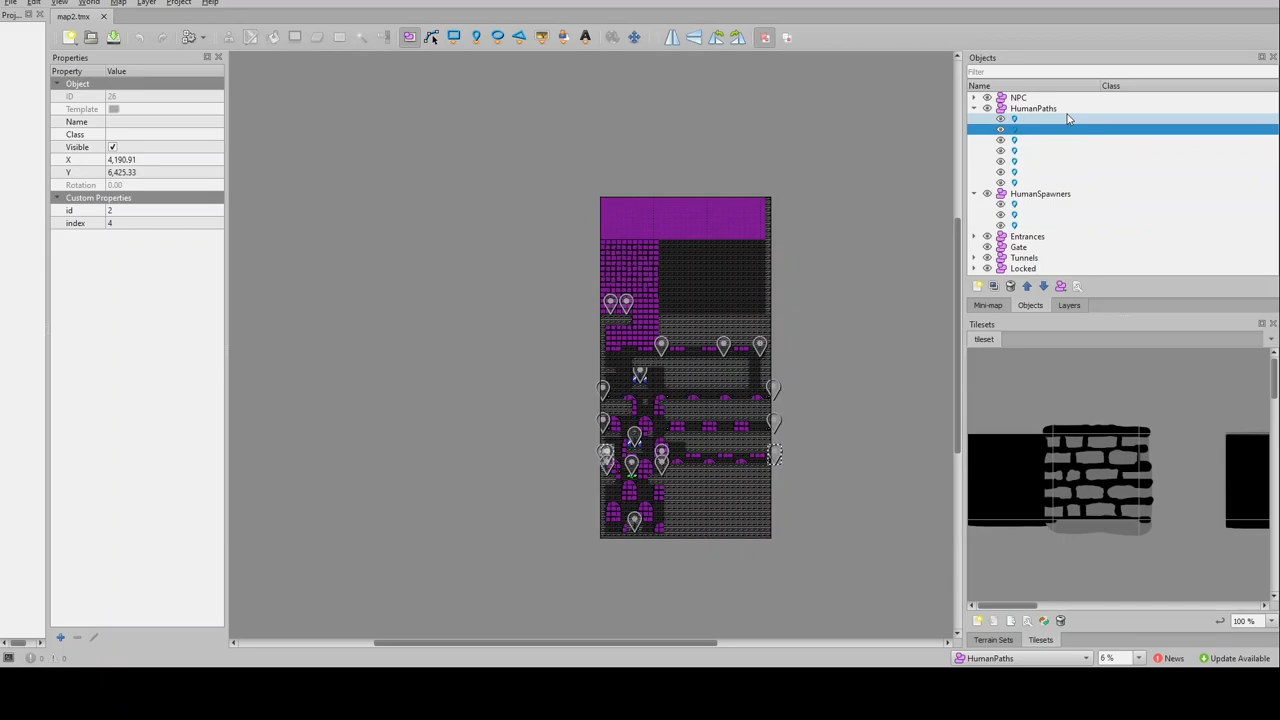 File Edit View World Map Layer Project Help
Proj...
map2.tmx
Properties
Property Value
Object
ID 26
Template
Name
Class
Visible
X 4,190.91
Y 6,425.33
Rotation 0.00
Custom Properties
id 2
index 4
Objects
Filter
Name Class
NPC
HumanPaths
HumanSpawners
Entrances
Gate
Tunnels
Locked
Mini-map Objects Layers
Tilesets
tileset
100 %
Terrain Sets Tilesets
0 0
HumanPaths 6 % News Update Available